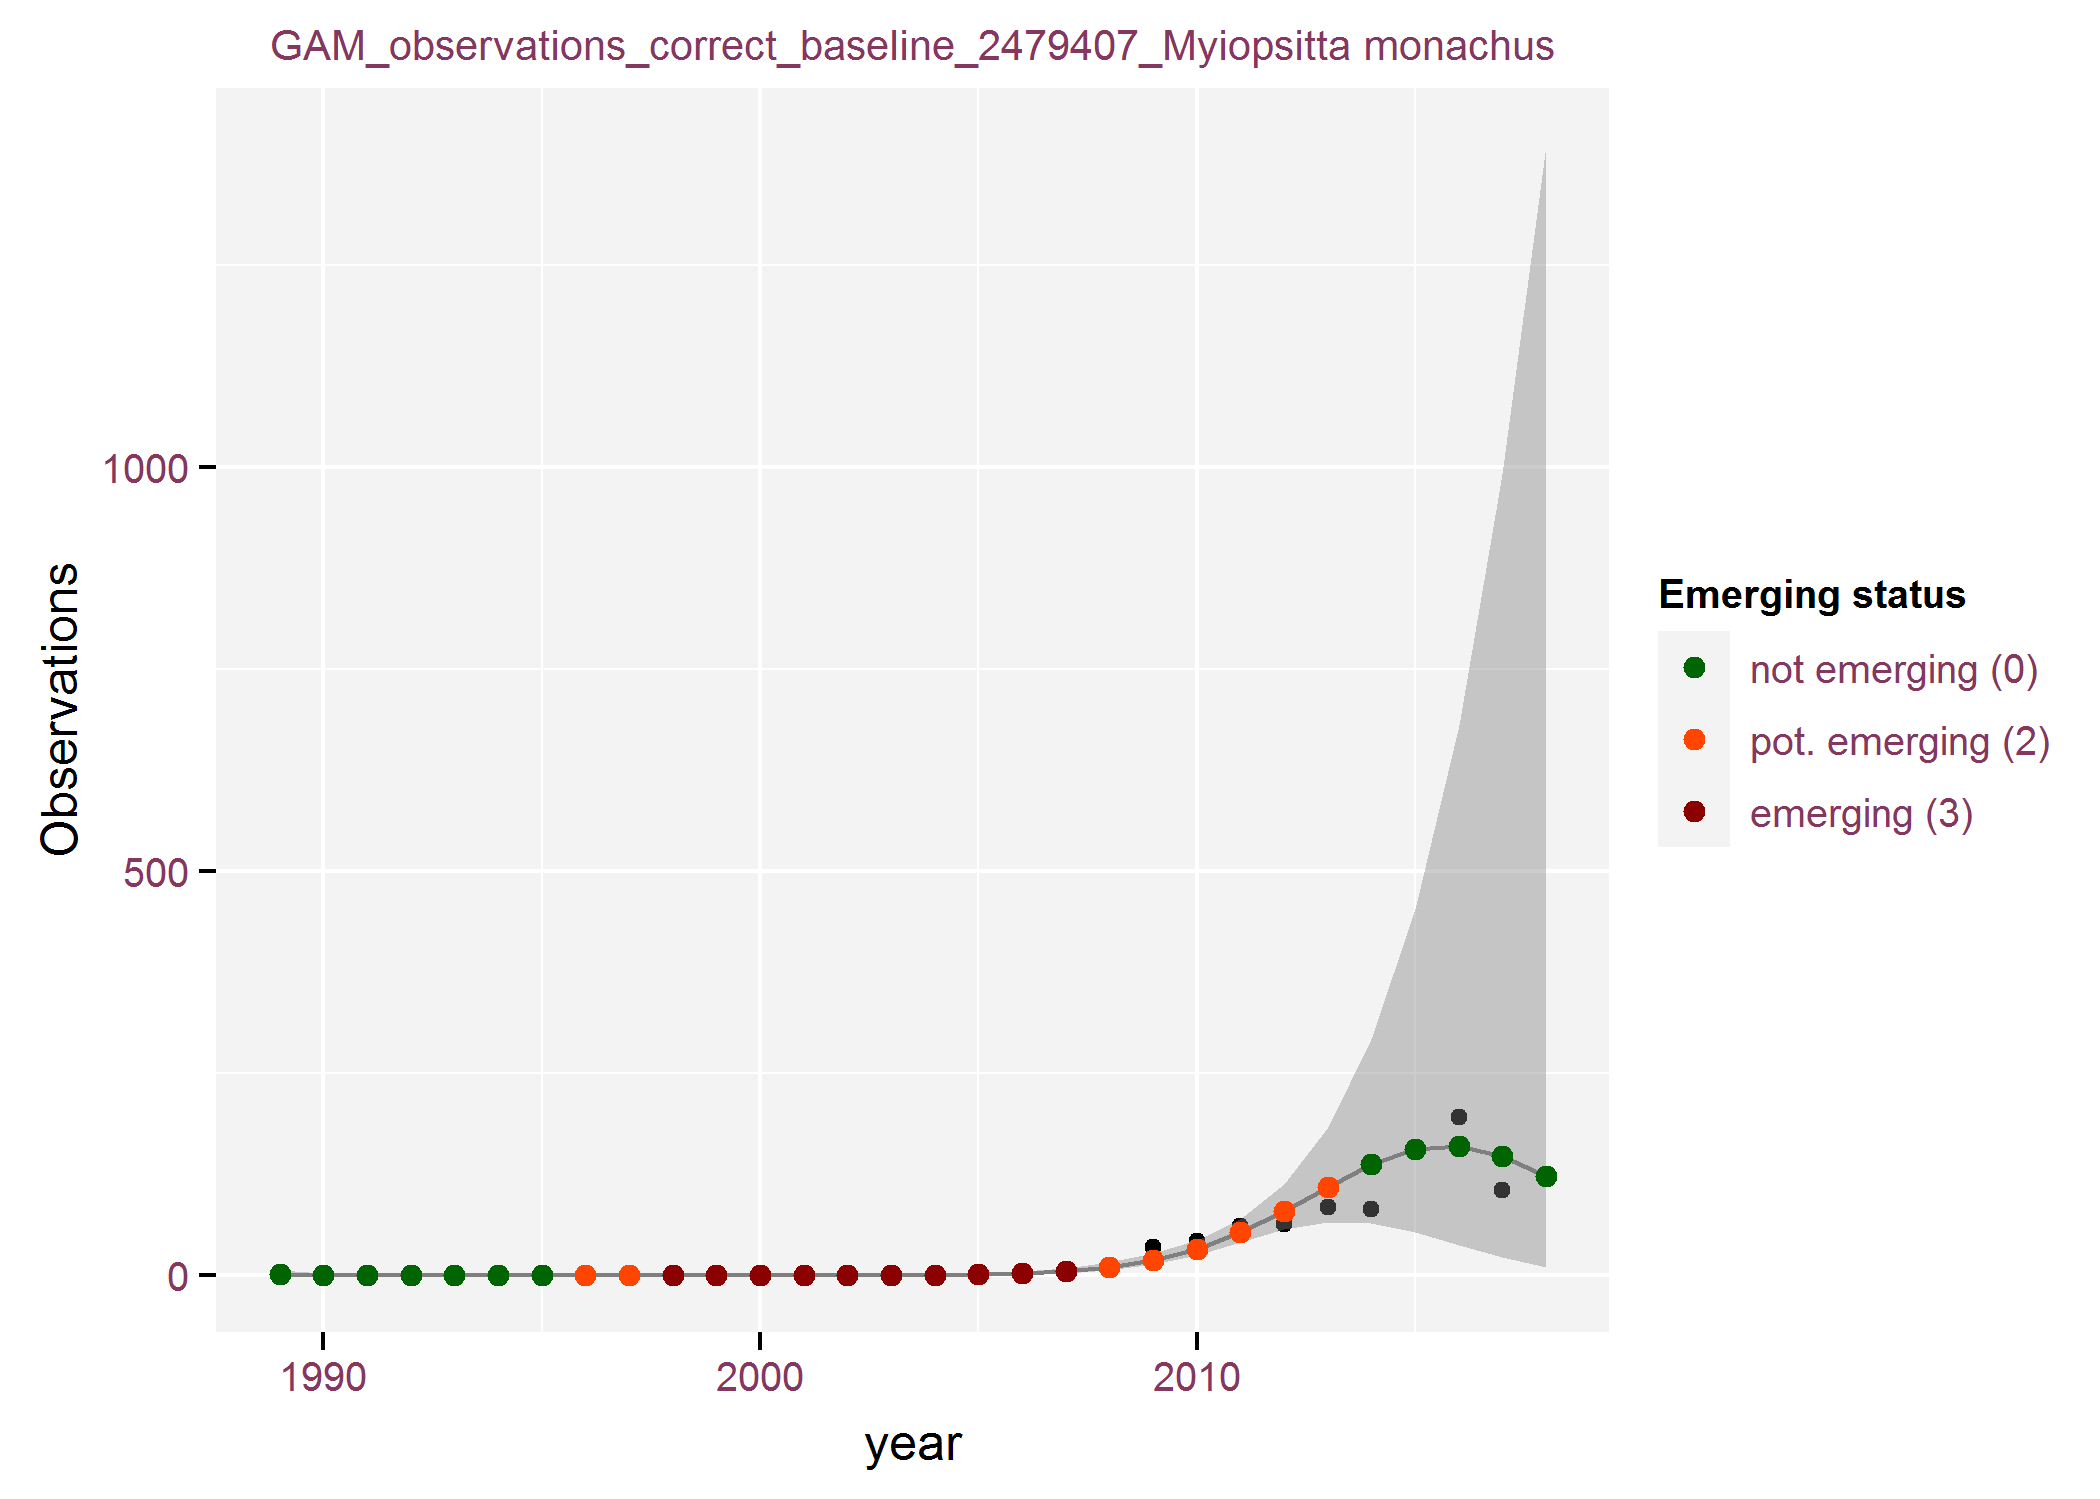 GAM_observations_correct_baseline_2479407_Myiopsitta monachus
Observations
1000
500
0
1990 2000 2010
year
Emerging status
not emerging (0)
pot. emerging (2)
emerging (3)